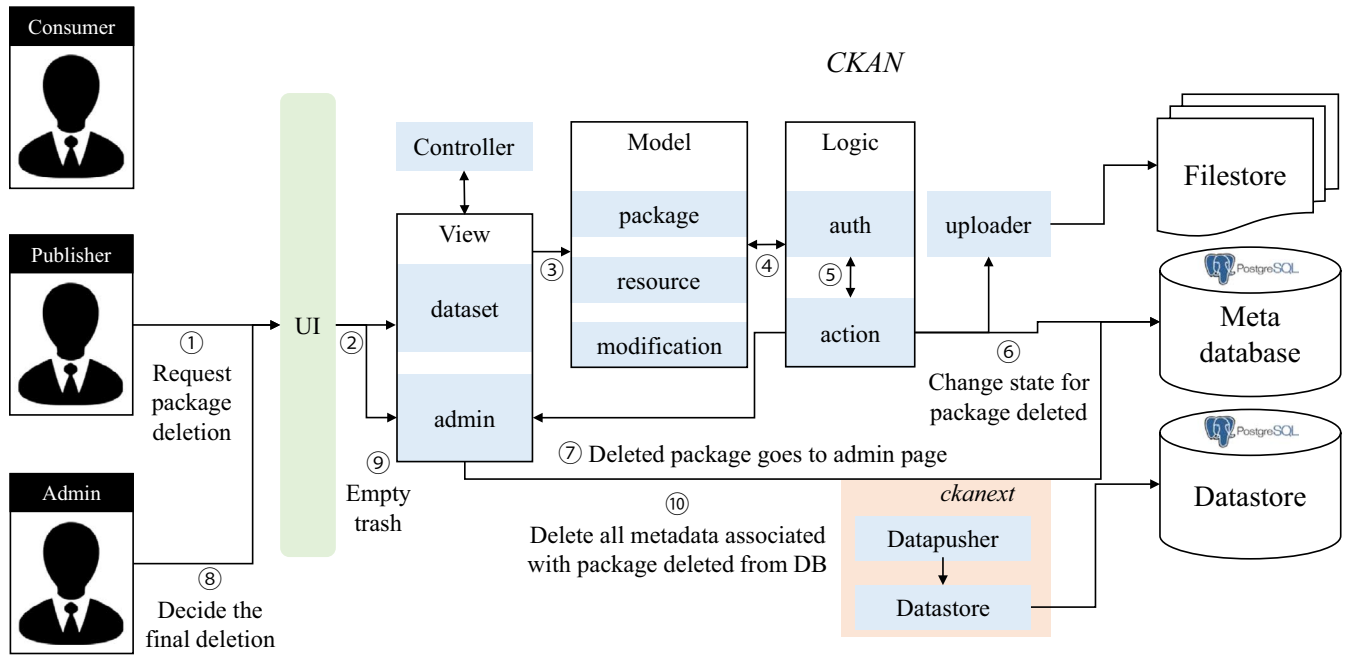 Consumer
CKAN
Controller
Model
Logic
Filestore
package
auth
uploader
Publisher
View
③
④
⑤
resource
PostgreSQL
dataset
UI
①
②
modification
action
⑥
Meta
database
Request
package
deletion
Change state for
package deleted
admin
PostgreSQL
⑦ Deleted package goes to admin page
⑨
Empty
trash
Admin
⑩
Delete all metadata associated
with package deleted from DB
ckanext
Datastore
Datapusher
Datastore
⑧
Decide the
final deletion